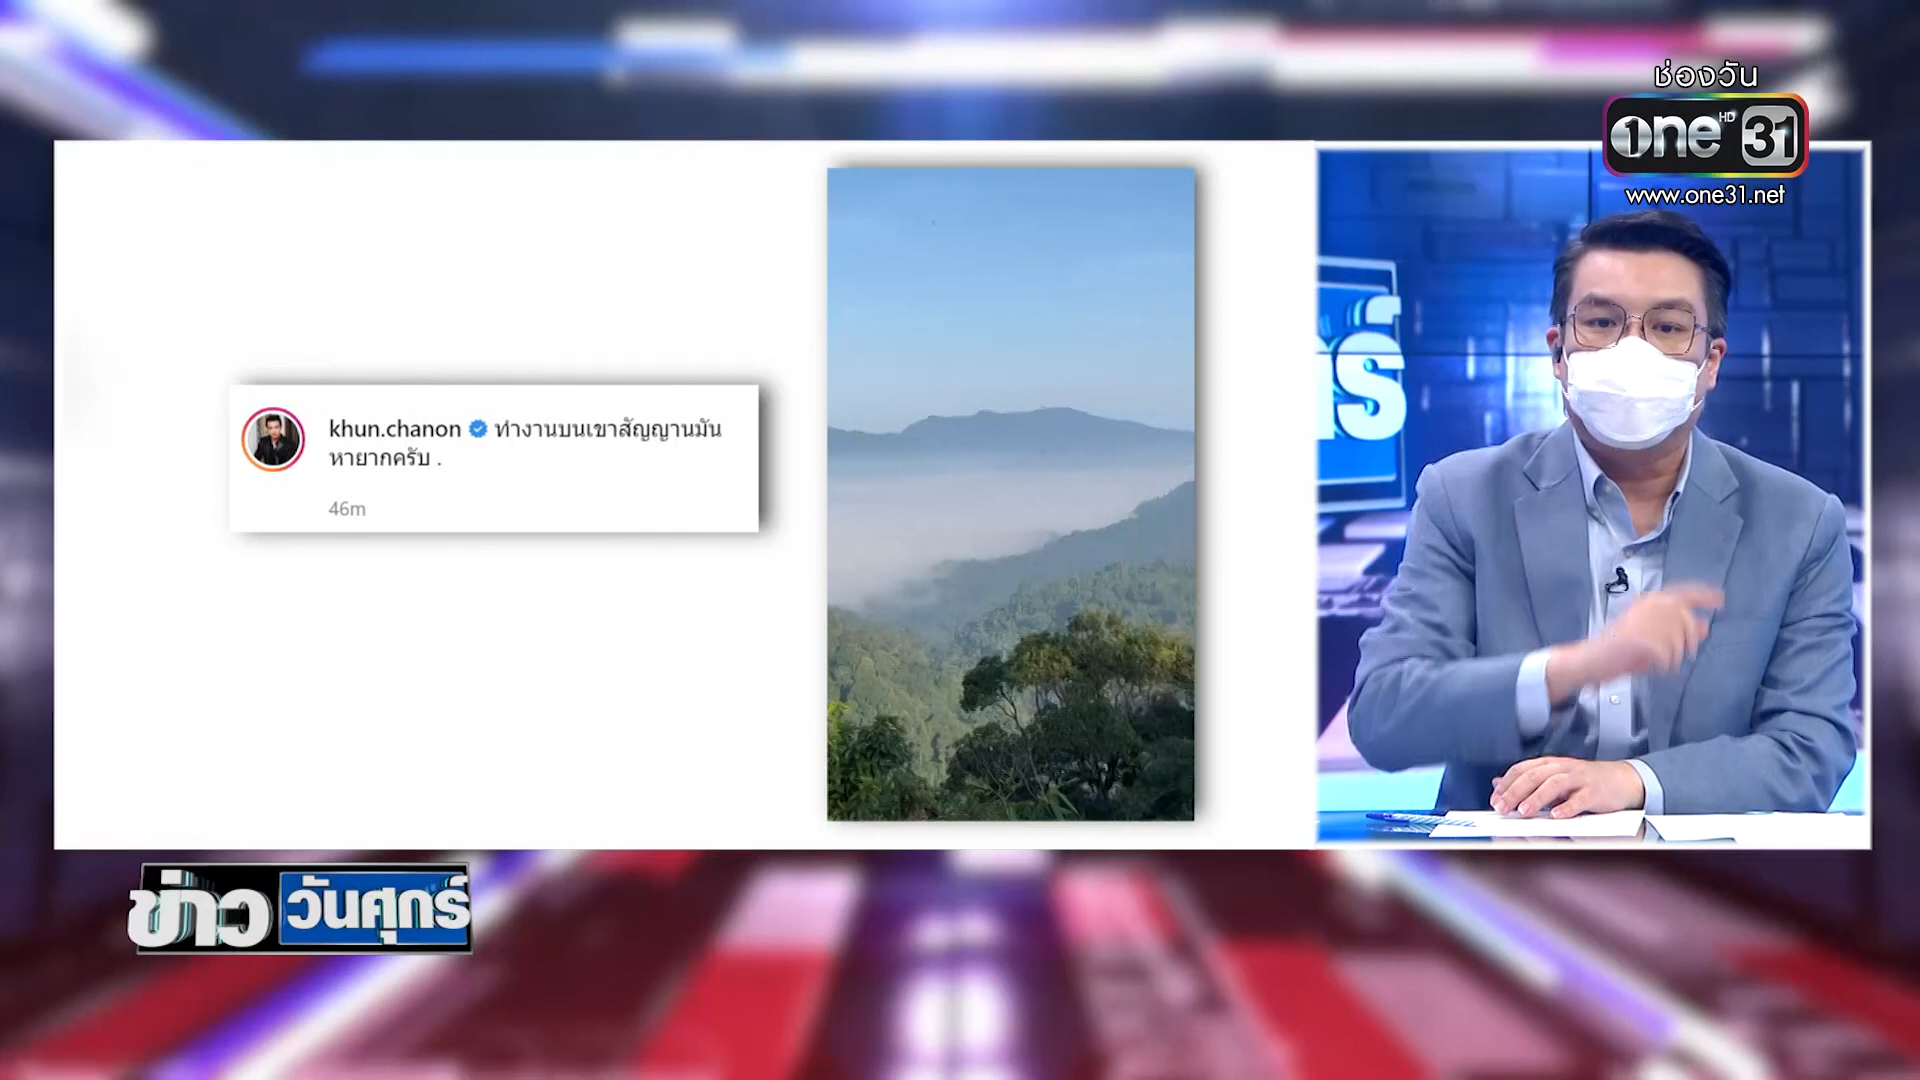 ช่องวัน
one HD 31
www.one31.net
khun.chanon ทำงานบนเขาสัญญานมัน
หายากครับ .
46m
ข่าว วันศุกร์